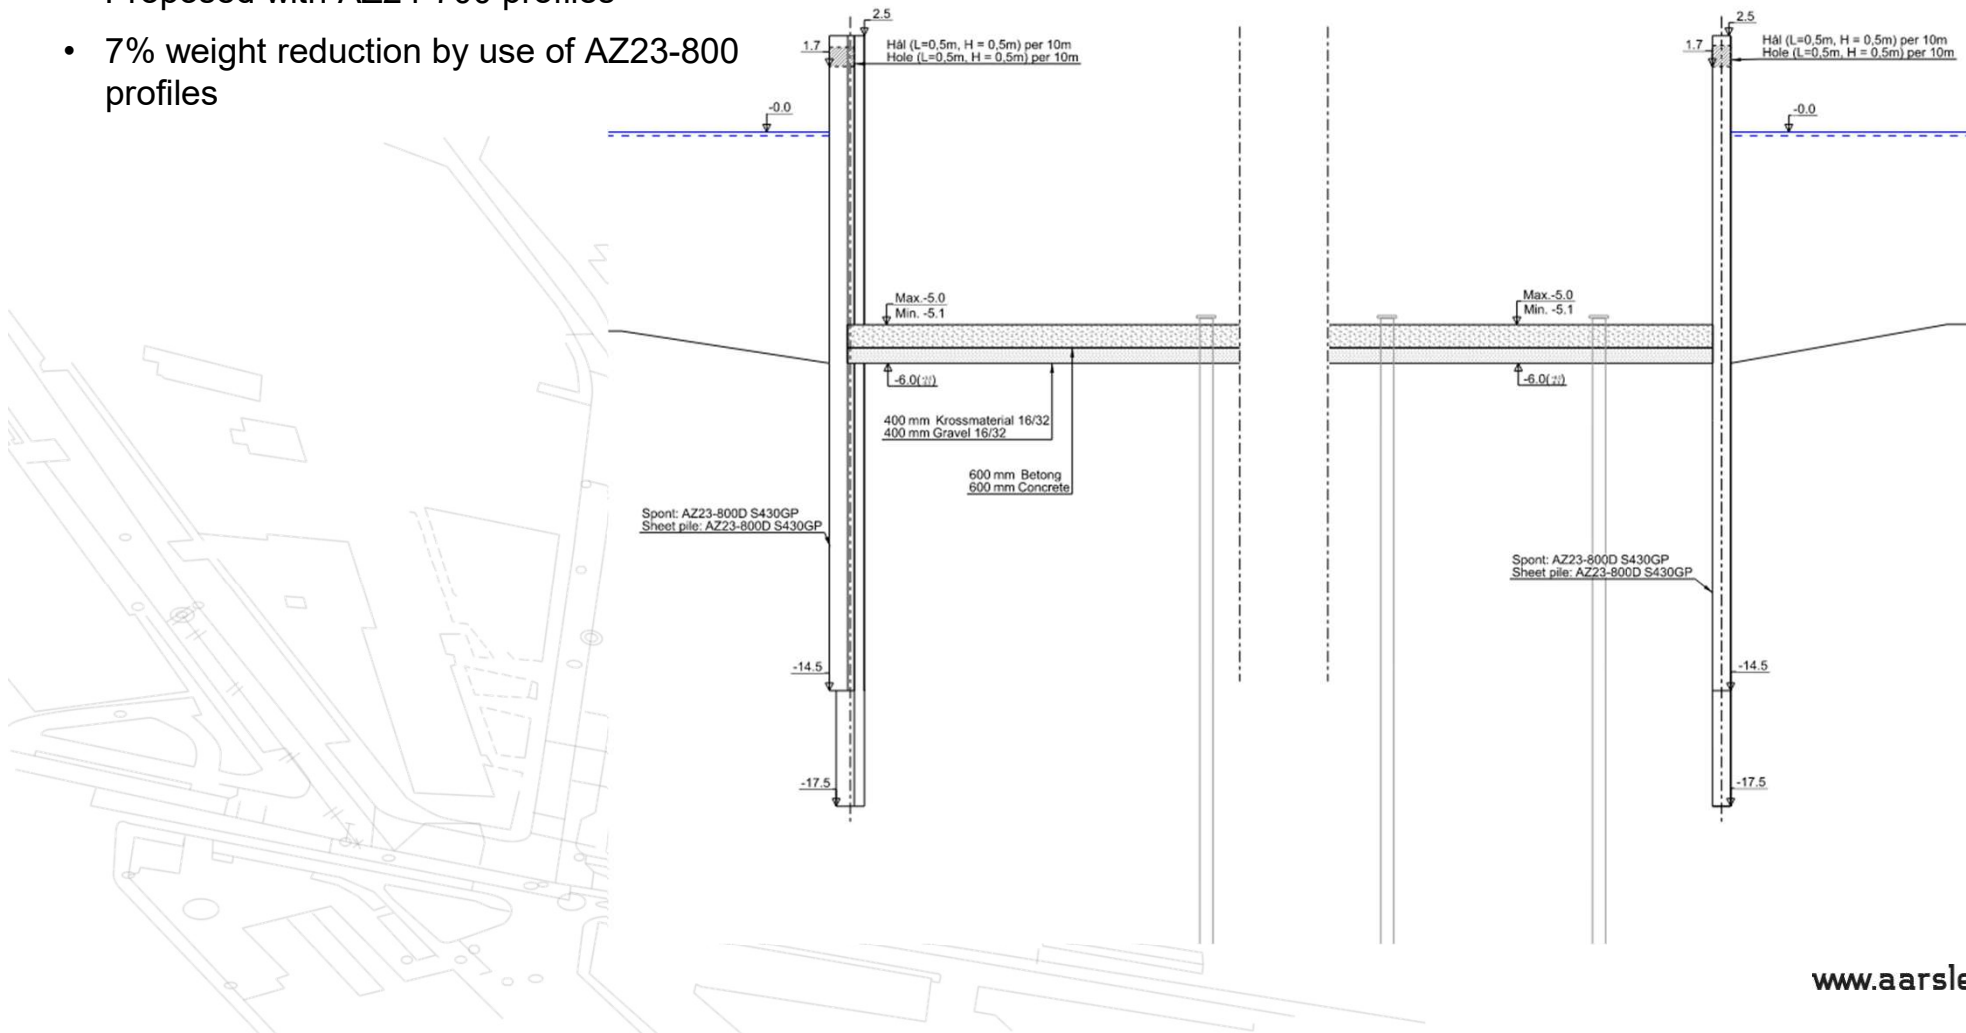 Proposed with AZ24-700 profiles
• 7% weight reduction by use of AZ23-800
profiles
2.5
1.7
Hål (L=0,5m, H = 0,5m) per 10m
Hole (L=0,5m, H = 0,5m) per 10m
-0.0
2.5
1.7
Hål (L=0,5m, H = 0,5m) per 10m
Hole (L=0,5m, H = 0,5m) per 10m
-0.0
Max.-5.0
Min. -5.1
-6.0
400 mm Krossmaterial 16/32
400 mm Gravel 16/32
600 mm Betong
600 mm Concrete
Max.-5.0
Min. -5.1
-6.0
Spont: AZ23-800D S430GP
Sheet pile: AZ23-800D S430GP
Spont: AZ23-800D S430GP
Sheet pile: AZ23-800D S430GP
-14.5
-17.5
-14.5
-17.5
www.aarsle